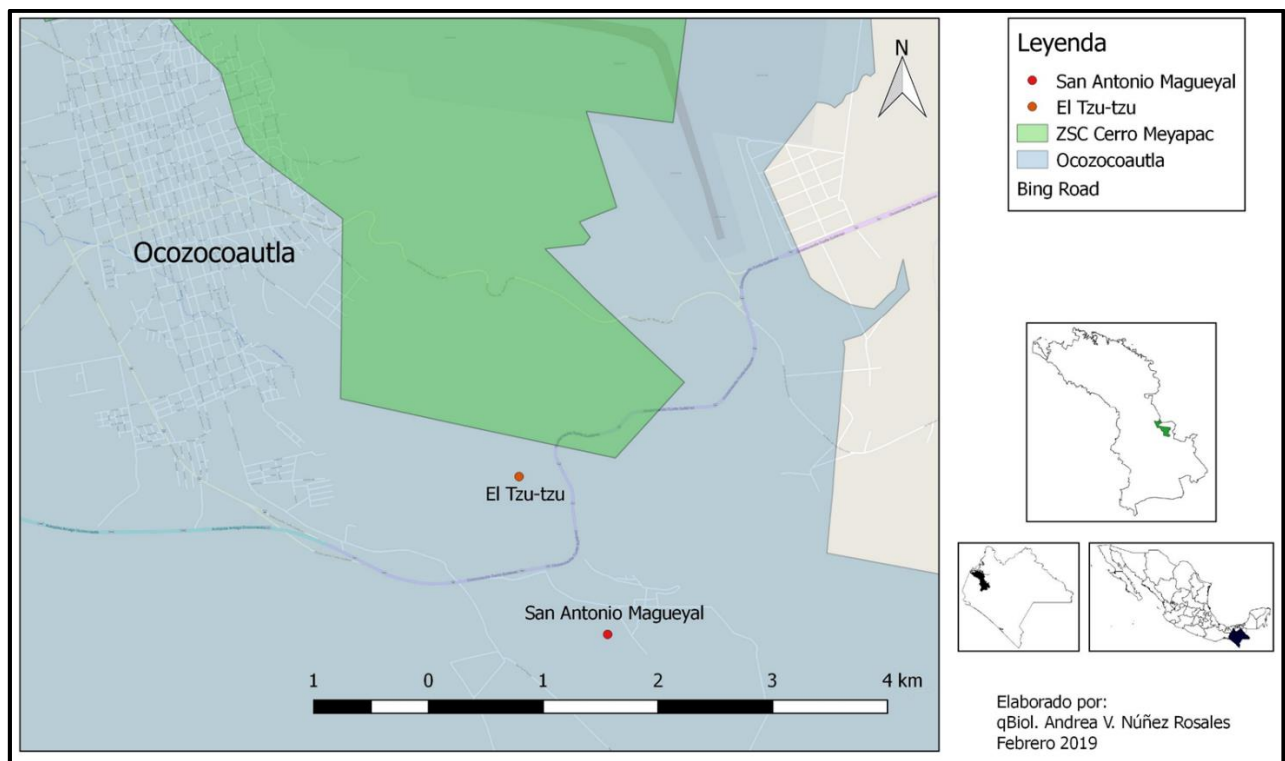 Ocozocoautla
El Tzu-tzu
San Antonio Magueyal
1 0 1 2 3 4 km
N
Leyenda
San Antonio Magueyal
El Tzu-tzu
ZSC Cerro Meyapac
Ocozocoautla
Bing Road
Elaborado por:
qBiol. Andrea V. Núñez Rosales
Febrero 2019